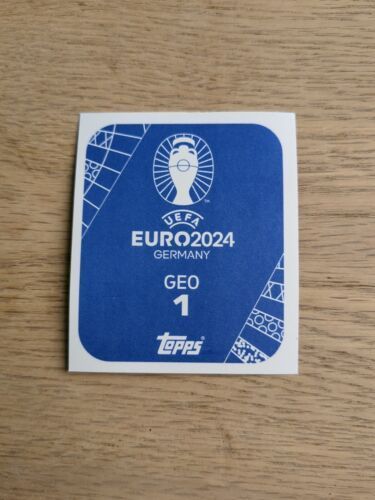 UEFA
EURO2024
GERMANY
GEO
1
Topps